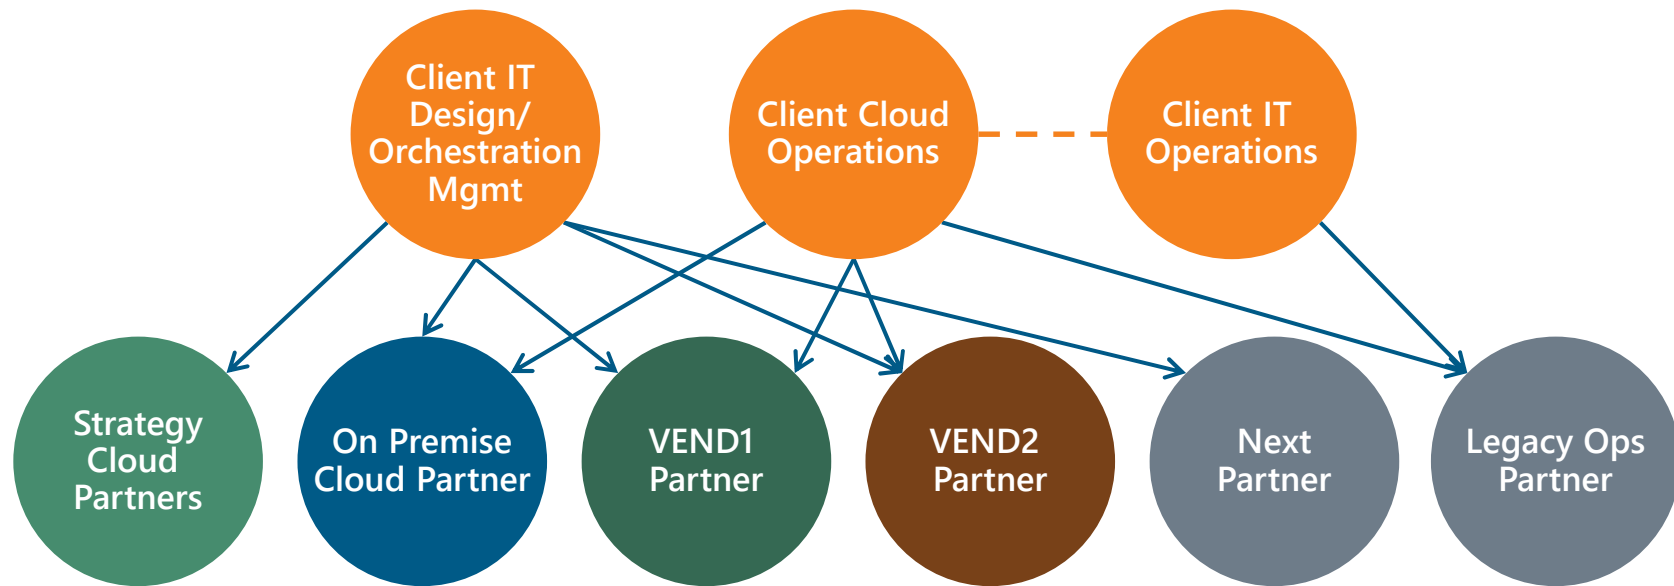 Client IT
Design/
Orchestration
Mgmt
Client Cloud
Operations
Client IT
Operations
Strategy
Cloud
Partners
On Premise
Cloud Partner
VEND1
Partner
VEND2
Partner
Next
Partner
Legacy Ops
Partner